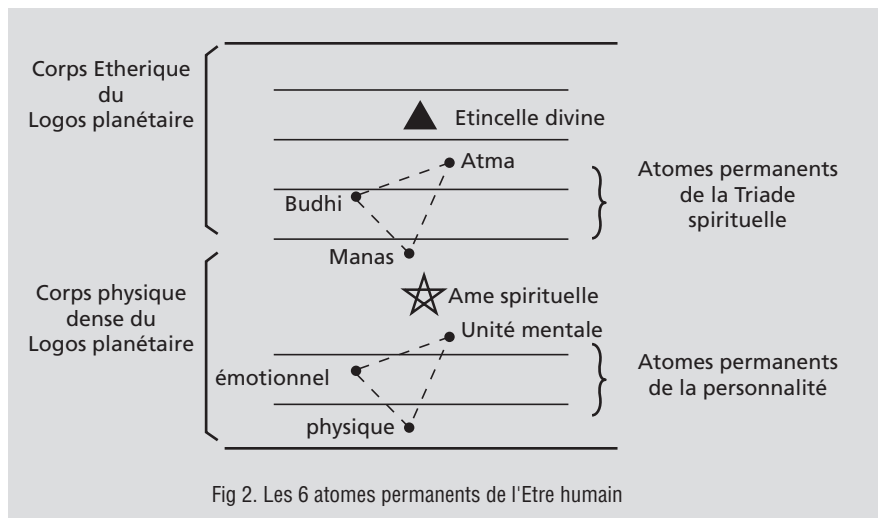 Corps Etherique
du
Logos planétaire
Etincelle divine
Atma
Budhi
Manas
Atomes permanents
de la Triade
spirituelle
Corps physique
dense du
Logos planétaire
Ame spirituelle
Unité mentale
émotionnel
physique
Atomes permanents
de la personnalité
Fig 2. Les 6 atomes permanents de l'Etre humain